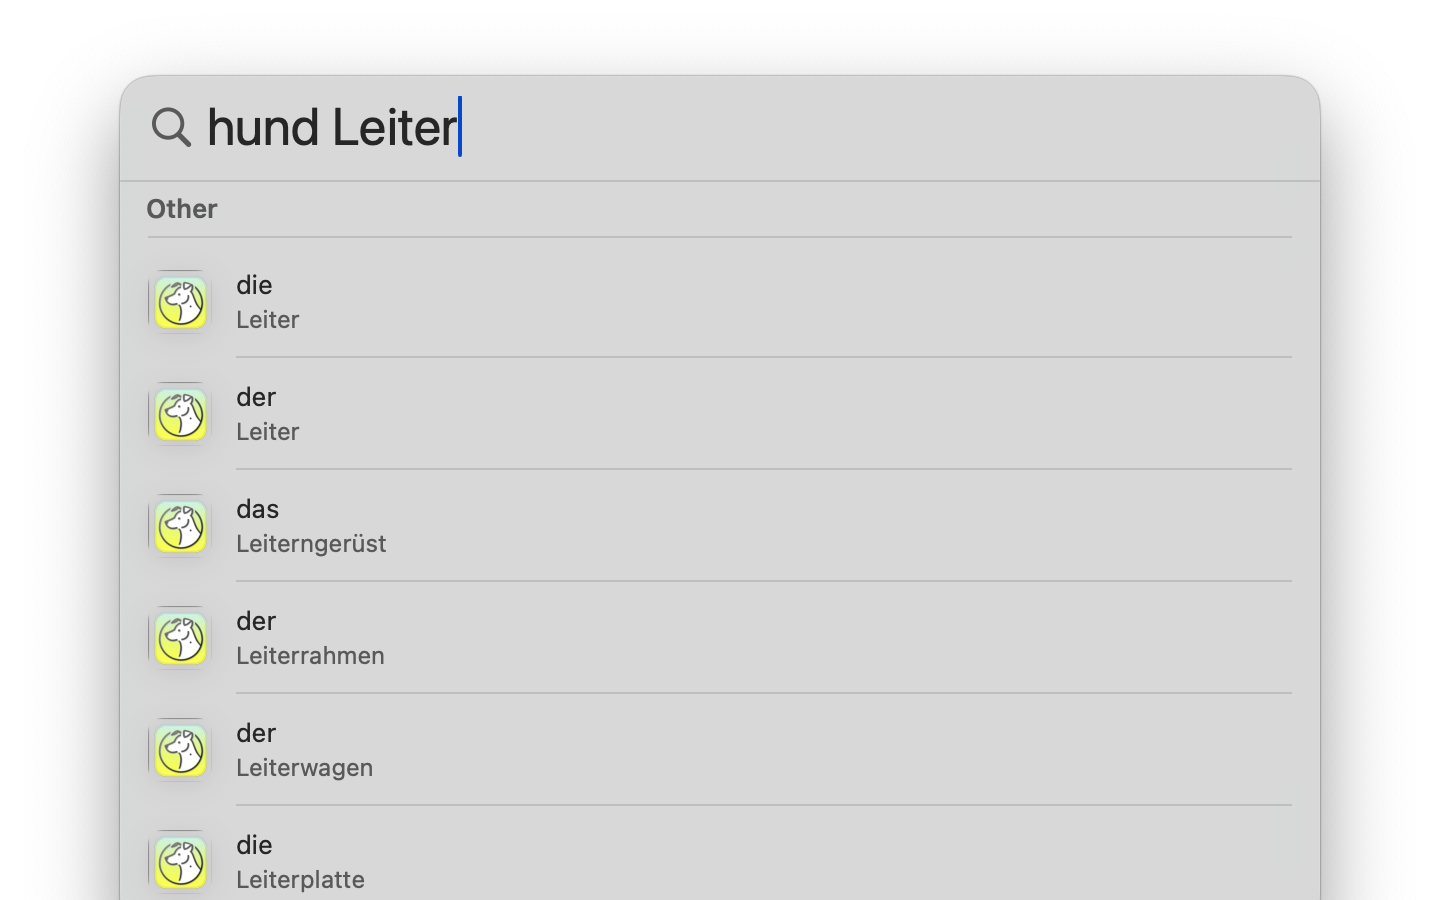 hund Leiter
Other
die
Leiter
der
Leiter
das
Leiterngerüst
der
Leiterrahmen
der
Leiterwagen
die
Leiterplatte